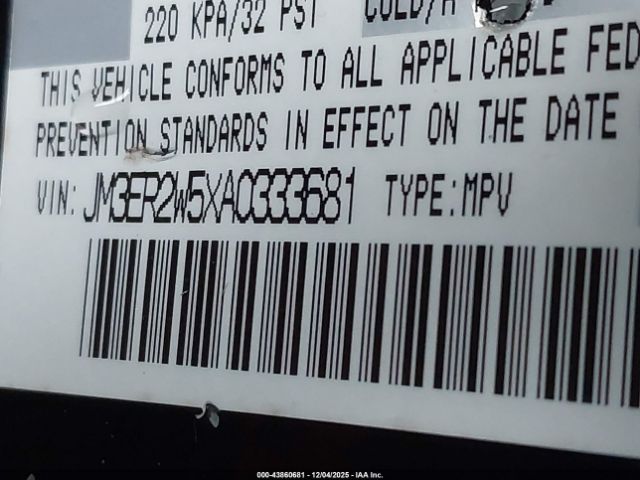 220 KPA/32 PSI COLD/A
THIS VEHICLE CONFORMS TO ALL APPLICABLE FED
PREVENTION STANDARDS IN EFFECT ON THE DATE
VIN: JM3ER2W5XA0333681 TYPE:MPV
000-43860681 - 12/04/2025 - IAA Inc.